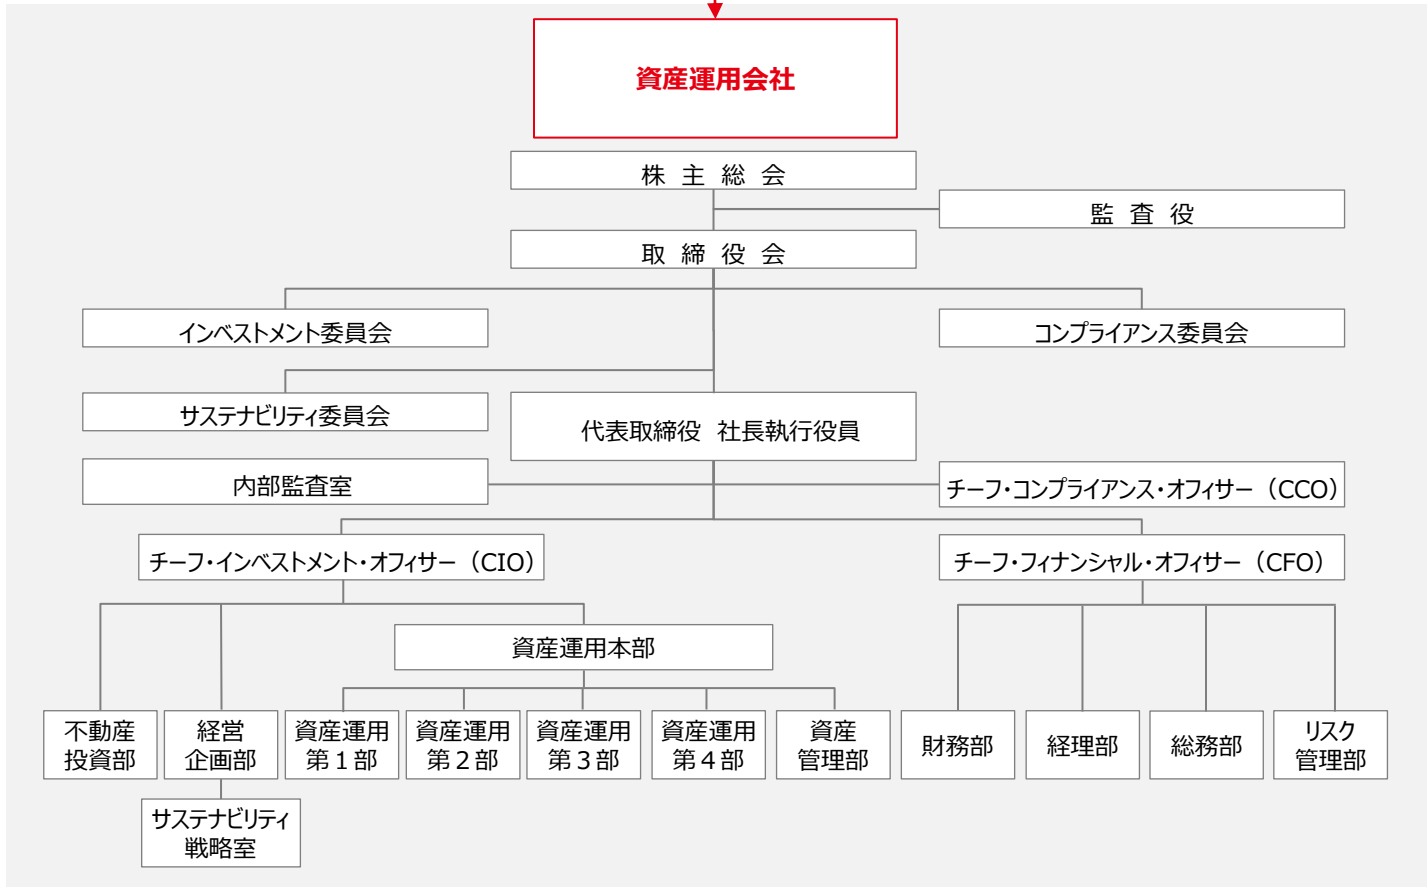 資産運用会社
株 主 総 会
監 査 役
取 締 役 会
インベストメント委員会
コンプライアンス委員会
サステナビリティ委員会
代表取締役 社長執行役員
内部監査室
チーフ・コンプライアンス・オフィサー（CCO）
チーフ・インベストメント・オフィサー（CIO）
チーフ・フィナンシャル・オフィサー（CFO）
資産運用本部
不動産
投資部
経営
企画部
資産運用
第１部
資産運用
第２部
資産運用
第３部
資産運用
第４部
資産
管理部
財務部
経理部
総務部
リスク
管理部
サステナビリティ
戦略室